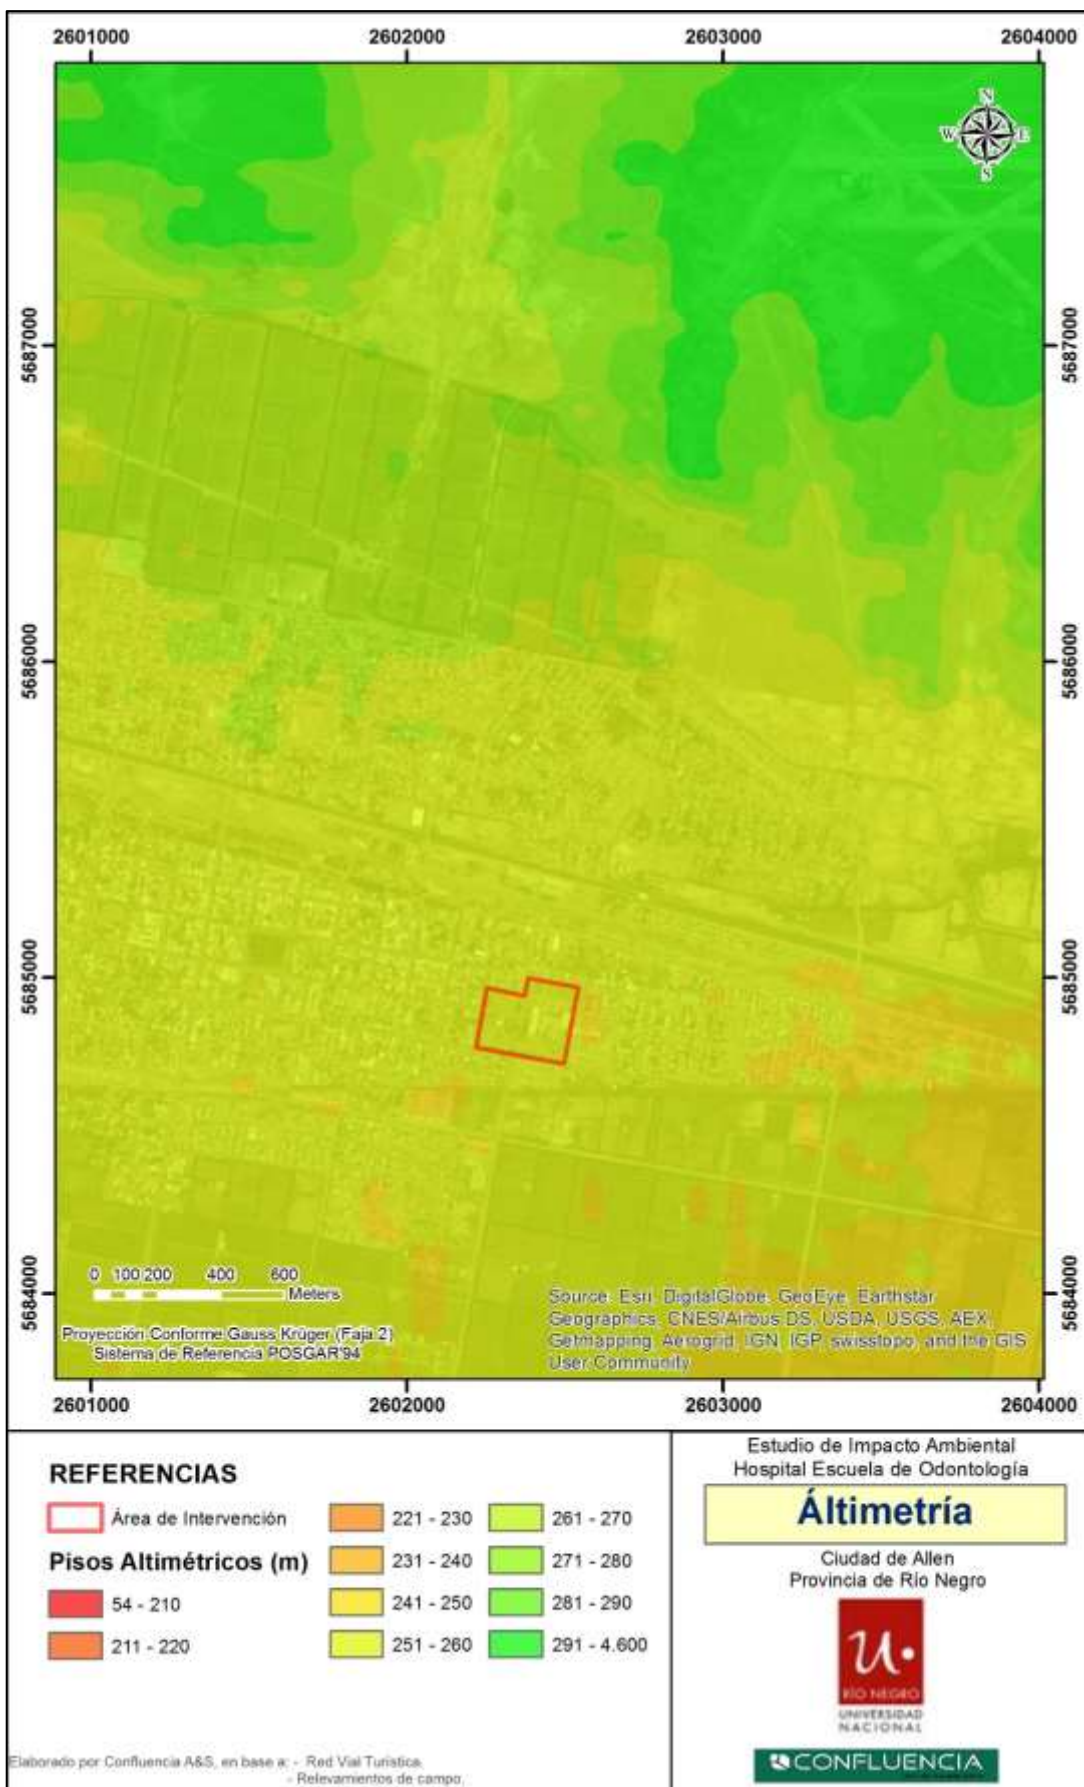 2601000 2602000 2603000 2604000
N
W E
S
5687000 5687000
5686000 5686000
5685000 5685000
5684000 5684000
0 100 200 400 600
Meters
Proyección Conforme Gauss Krüger (Faja 2)
Sistema de Referencia POSGAR'94
Source: Esri, DigitalGlobe, GeoEye, Earthstar
Geographics, CNES/Airbus DS, USDA, USGS, AEX,
Getmapping, Aerogrid, IGN, IGP, swisstopo, and the GIS
User Community
2601000 2602000 2603000 2604000
REFERENCIAS
Área de Intervención
Pisos Altimétricos (m)
54 - 210
211 - 220
221 - 230
231 - 240
241 - 250
251 - 260
261 - 270
271 - 280
281 - 290
291 - 4.600
Elaborado por Confluencia A&S, en base a: - Red Vial Turística.
- Relevamientos de campo.
Estudio de Impacto Ambiental
Hospital Escuela de Odontología
Áltimetría
Ciudad de Allen
Provincia de Río Negro
u.
RÍO NEGRO
UNIVERSIDAD
NACIONAL
CONFLUENCIA